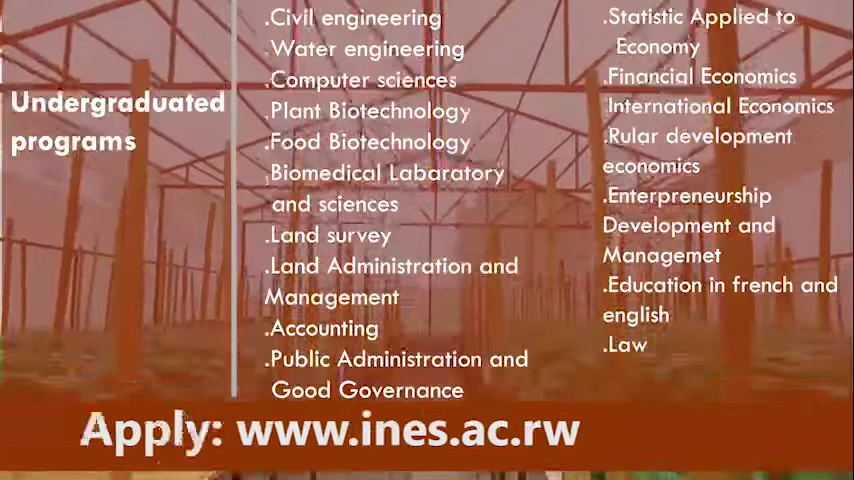 Undergraduated
programs
.Civil engineering
.Water engineering
.Computer sciences
.Plant Biotechnology
.Food Biotechnology
.Biomedical Labaratory
and sciences
.Land survey
.Land Administration and
Management
.Accounting
.Public Administration and
Good Governance
.Statistic Applied to
Economy
.Financial Economics
.International Economics
.Rular development
economics
.Enterpreneurship
Development and
Managemet
.Education in french and
english
.Law
Apply: www.ines.ac.rw